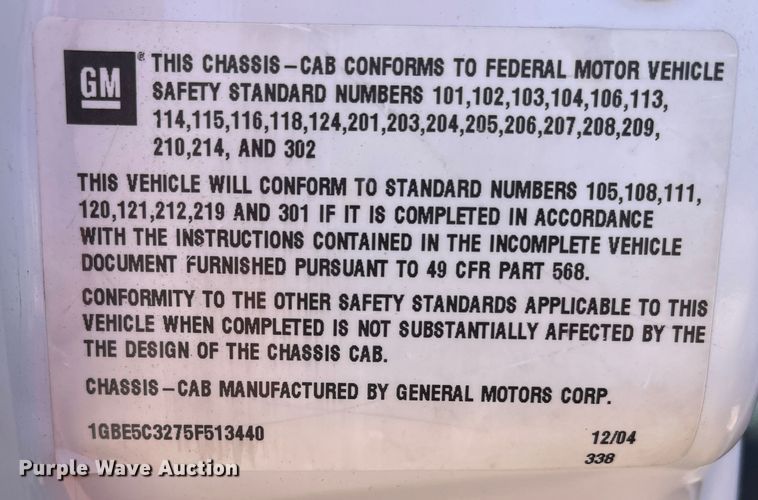 GM
® THIS CHASSIS-CAB CONFORMS TO FEDERAL MOTOR VEHICLE
SAFETY STANDARD NUMBERS 101,102,103,104,106,113,
114,115,116,118,124,201,203,204,205,206,207,208,209,
210,214, AND 302
THIS VEHICLE WILL CONFORM TO STANDARD NUMBERS 105,108,111,
120,121,212,219 AND 301 IF IT IS COMPLETED IN ACCORDANCE
WITH THE INSTRUCTIONS CONTAINED IN THE INCOMPLETE VEHICLE
DOCUMENT FURNISHED PURSUANT TO 49 CFR PART 568.
CONFORMITY TO THE OTHER SAFETY STANDARDS APPLICABLE TO THIS
VEHICLE WHEN COMPLETED IS NOT SUBSTANTIALLY AFFECTED BY THE
THE DESIGN OF THE CHASSIS CAB.
CHASSIS-CAB MANUFACTURED BY GENERAL MOTORS CORP.
1GBE5C3275F513440 12/04
338
Purple Wave Auction